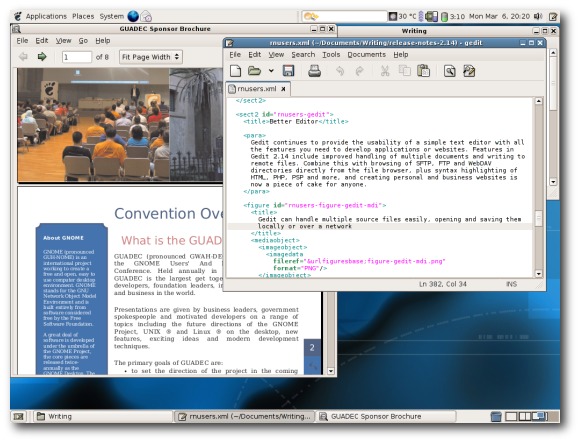 Applications Places System
30 °C
3:10 Mon Mar 6, 20:20
GUADEC Sponsor Brochure
Writing
File Edit View Go Help
1 of 8 Fit Page Width
rnusers.xml (~/Documents/Writing/release-notes-2.14) - gedit
File Edit View Search Tools Documents Help
rnusers.xml
</sect2>
<sect2 id="rnusers-gedit">
<title>Better Editor</title>
<para>
Gedit continues to provide the usability of a simple text editor with all
the features you need to develop applications or websites. Features in
Gedit 2.14 include improved handling of multiple documents and writing to
remote files. Combine this with browsing of SFTP, FTP and WebDAV
directories directly from the file browser, plus syntax highlighting of
HTML, PHP, PSP and more, and creating personal and business websites is
now a piece of cake for anyone.
</para>
<figure id="rnusers-figure-gedit-mdi">
<title>
Gedit can handle multiple source files easily, opening and saving them
locally or over a network
</title>
<mediaobject>
<imageobject>
<imagedata
fileref="&urlfiguresbase;figure-gedit-mdi.png"
format="PNG"/>
</imageobject>
Ln 382, Col 34 INS
Convention Ove
What is the GUAD
GUADEC (pronounced GWAH-DE
the GNOME Users' And
Conference. Held annually in
GUADEC is the largest get toge
developers, foundation leaders, i
and business in the world.
Presentations are given by business leaders, government
spokespeople and motivated developers on a range of
topics including the future directions of the GNOME
Project, UNIX ® and Linux ® on the desktop, new
features, exciting ideas and modern development
techniques.
The primary goals of GUADEC are:
• to set the direction of the project in the coming
2
About GNOME
GNOME (pronounced
GUH-NOME) is an
international project
working to create a
free and open, easy to
use computer desktop
environment. GNOME
stands for the GNU
Network Object Model
Environment and is
built entirely from
software considered
free by the Free
Software Foundation.
A great deal of
software is developed
under the umbrella of
the GNOME Project,
the core pieces are
released twice-
annually as the
GNOME Desktop. The
Writing
rnusers.xml (~/Documents/Writing...
GUADEC Sponsor Brochure